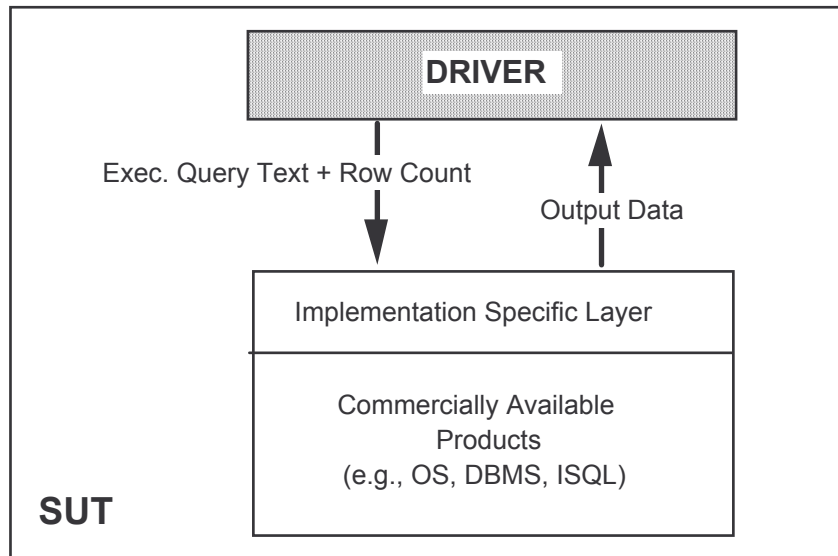 DRIVER
Exec. Query Text + Row Count
Output Data
Implementation Specific Layer
Commercially Available
Products
(e.g., OS, DBMS, ISQL)
SUT